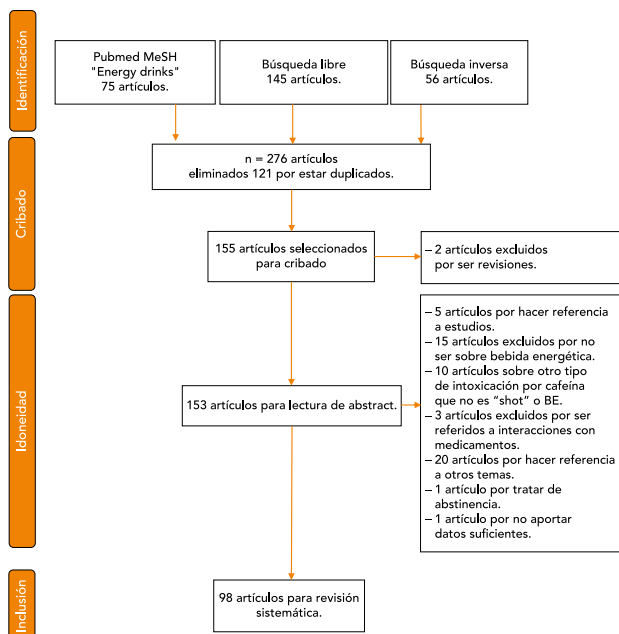 Identificación
Pubmed MeSH
"Energy drinks"
75 artículos.
Búsqueda libre
145 artículos.
Búsqueda inversa
56 artículos.
Cribado
n = 276 artículos
eliminados 121 por estar duplicados.
155 artículos seleccionados
para cribado
– 2 artículos excluidos
por ser revisiones.
Idoneidad
153 artículos para lectura de abstract.
– 5 artículos por hacer referencia
a estudios.
– 15 artículos excluidos por no
ser sobre bebida energética.
– 10 artículos sobre otro tipo
de intoxicación por cafeína
que no es “shot” o BE.
– 3 artículos excluidos por ser
referidos a interacciones con
medicamentos.
– 20 artículos por hacer referencia
a otros temas.
– 1 artículo por tratar de
abstinencia.
– 1 artículo por no aportar
datos suficientes.
Inclusión
98 artículos para revisión
sistemática.